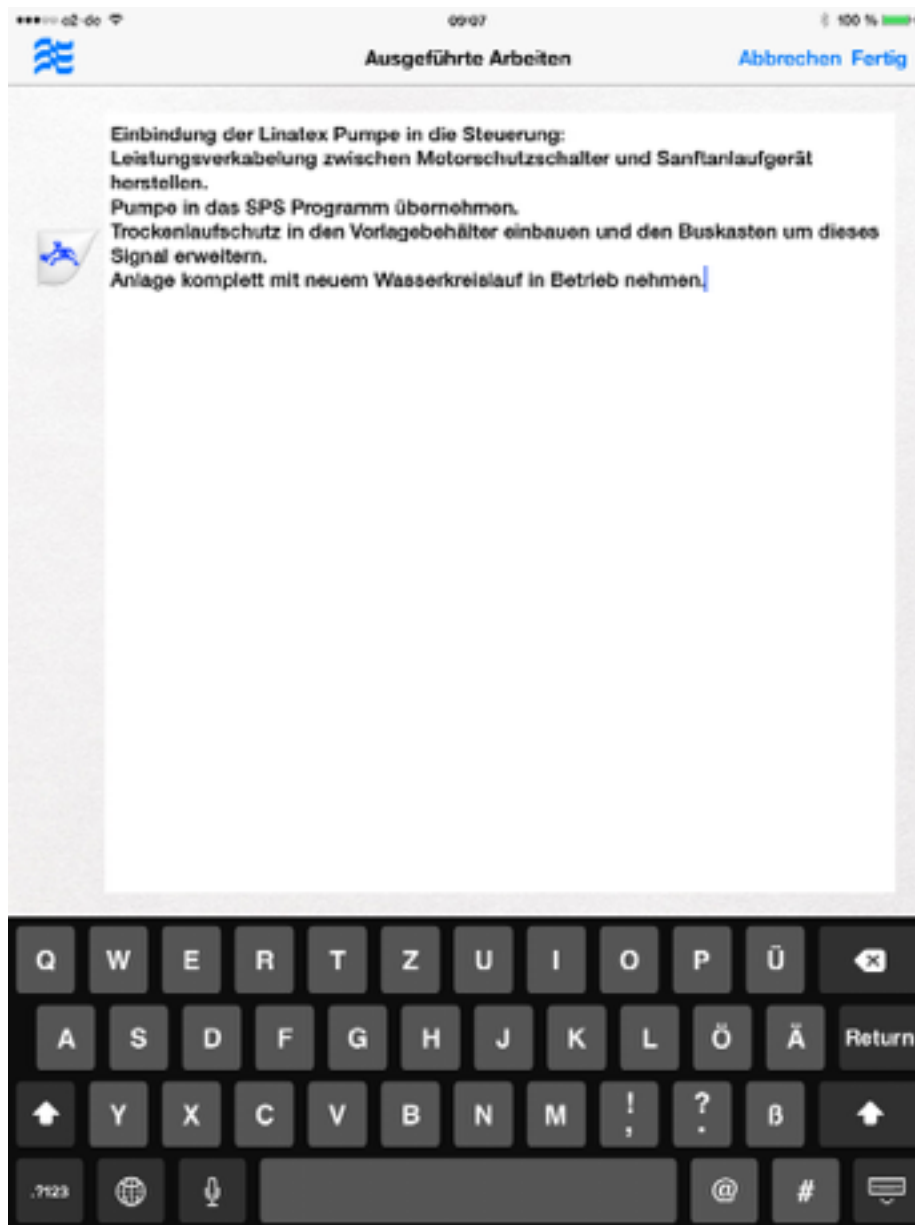 o2-de 09:07 100 %
Ausgeführte Arbeiten Abbrechen Fertig
Einbindung der Linatex Pumpe in die Steuerung:
Leistungsverkabelung zwischen Motorschutzschalter und Sanftanlaufgerät
herstellen.
Pumpe in das SPS Programm übernehmen.
Trockenlaufschutz in den Vorlagebehälter einbauen und den Buskasten um dieses
Signal erweitern.
Anlage komplett mit neuem Wasserkreislauf in Betrieb nehmen.
Q W E R T Z U I O P Ü
A S D F G H J K L Ö Ä Return
Y X C V B N M ! , ? . ß
.?123 @ #